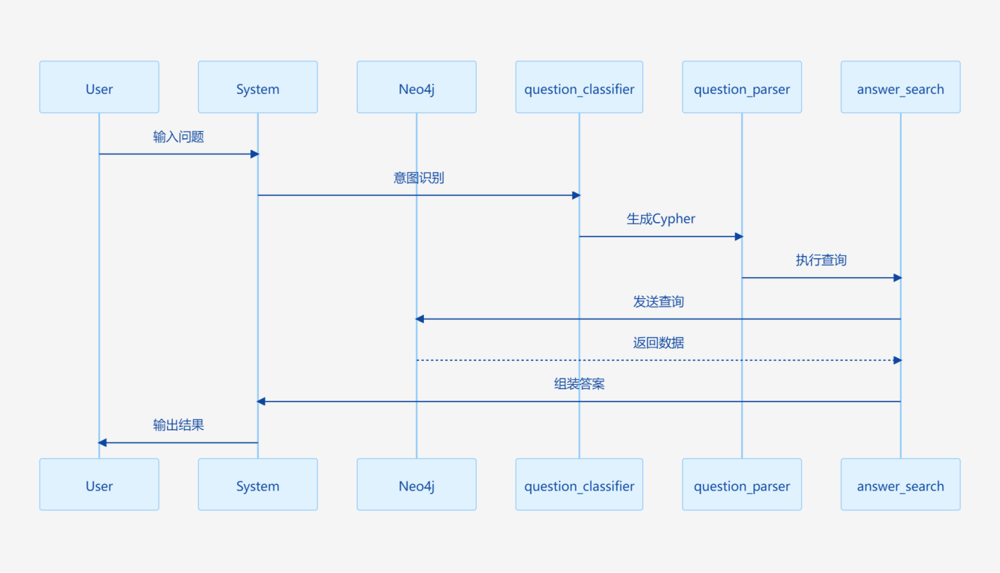 User
System
Neo4j
question_classifier
question_parser
answer_search
输入问题
意图识别
生成Cypher
执行查询
发送查询
返回数据
组装答案
输出结果
User
System
Neo4j
question_classifier
question_parser
answer_search